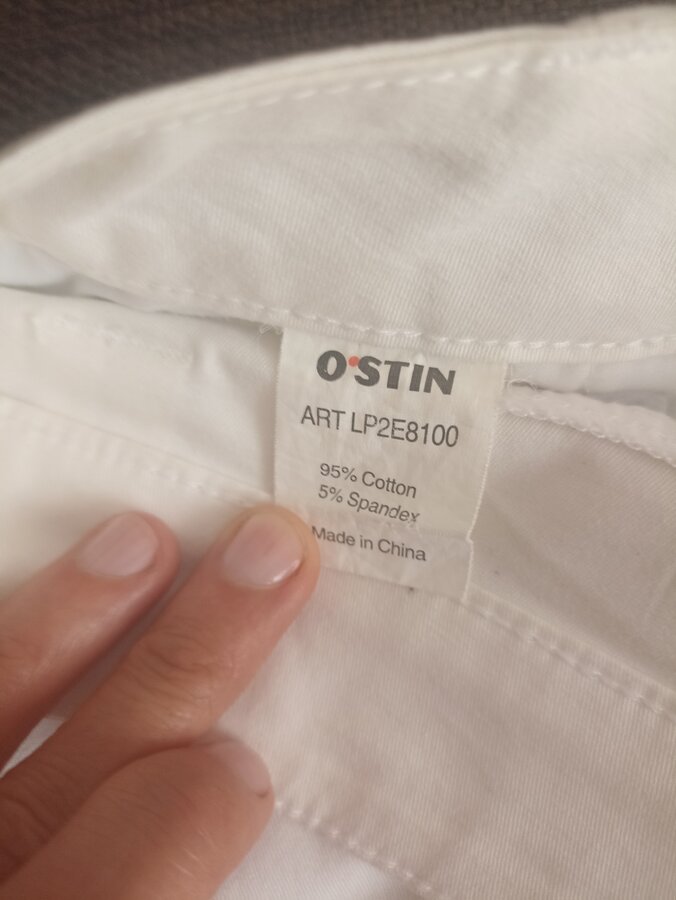 O'STIN
ART LP2E8100
95% Cotton
5% Spandex
Made in China